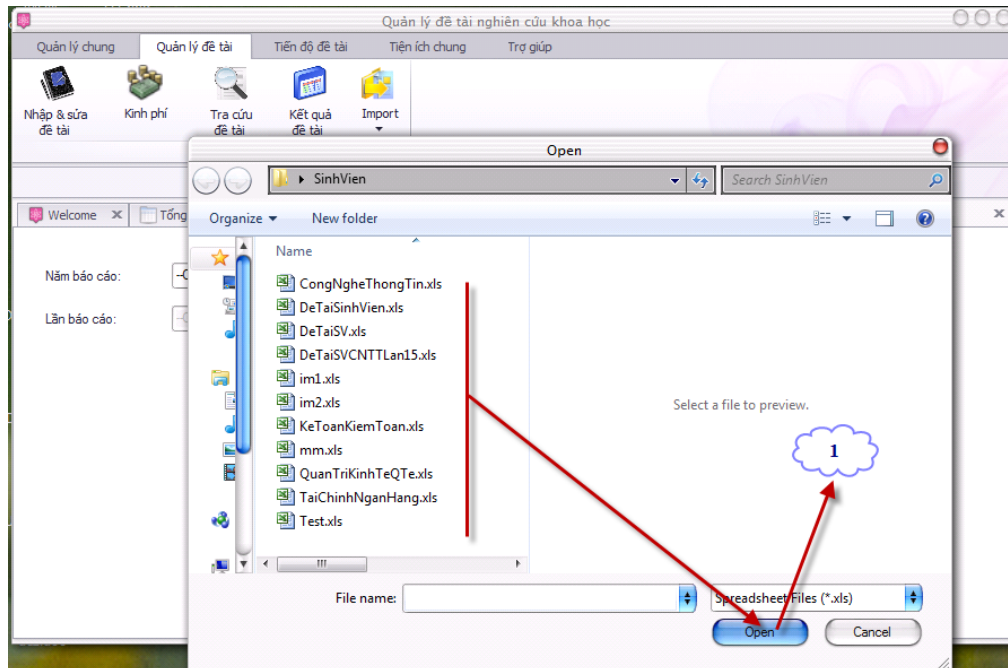 Quản lý đề tài nghiên cứu khoa học
Quản lý chung Quản lý đề tài Tiến độ đề tài Tiện ích chung Trợ giúp
Nhập & sửa đề tài
Kinh phí
Tra cứu đề tài
Kết quả đề tài
Import
Open
SinhVien
Search SinhVien
Welcome
Tổng
Organize
New folder
Năm báo cáo:
Lần báo cáo:
Name
CongNgheThongTin.xls
DeTaiSinhVien.xls
DeTaiSV.xls
DeTaiSVCNTTLan15.xls
im1.xls
im2.xls
KeToanKiemToan.xls
mm.xls
QuanTriKinhTeQTe.xls
TaiChinhNganHang.xls
Test.xls
Select a file to preview.
1
File name:
Spreadsheet Files (*.xls)
Open
Cancel